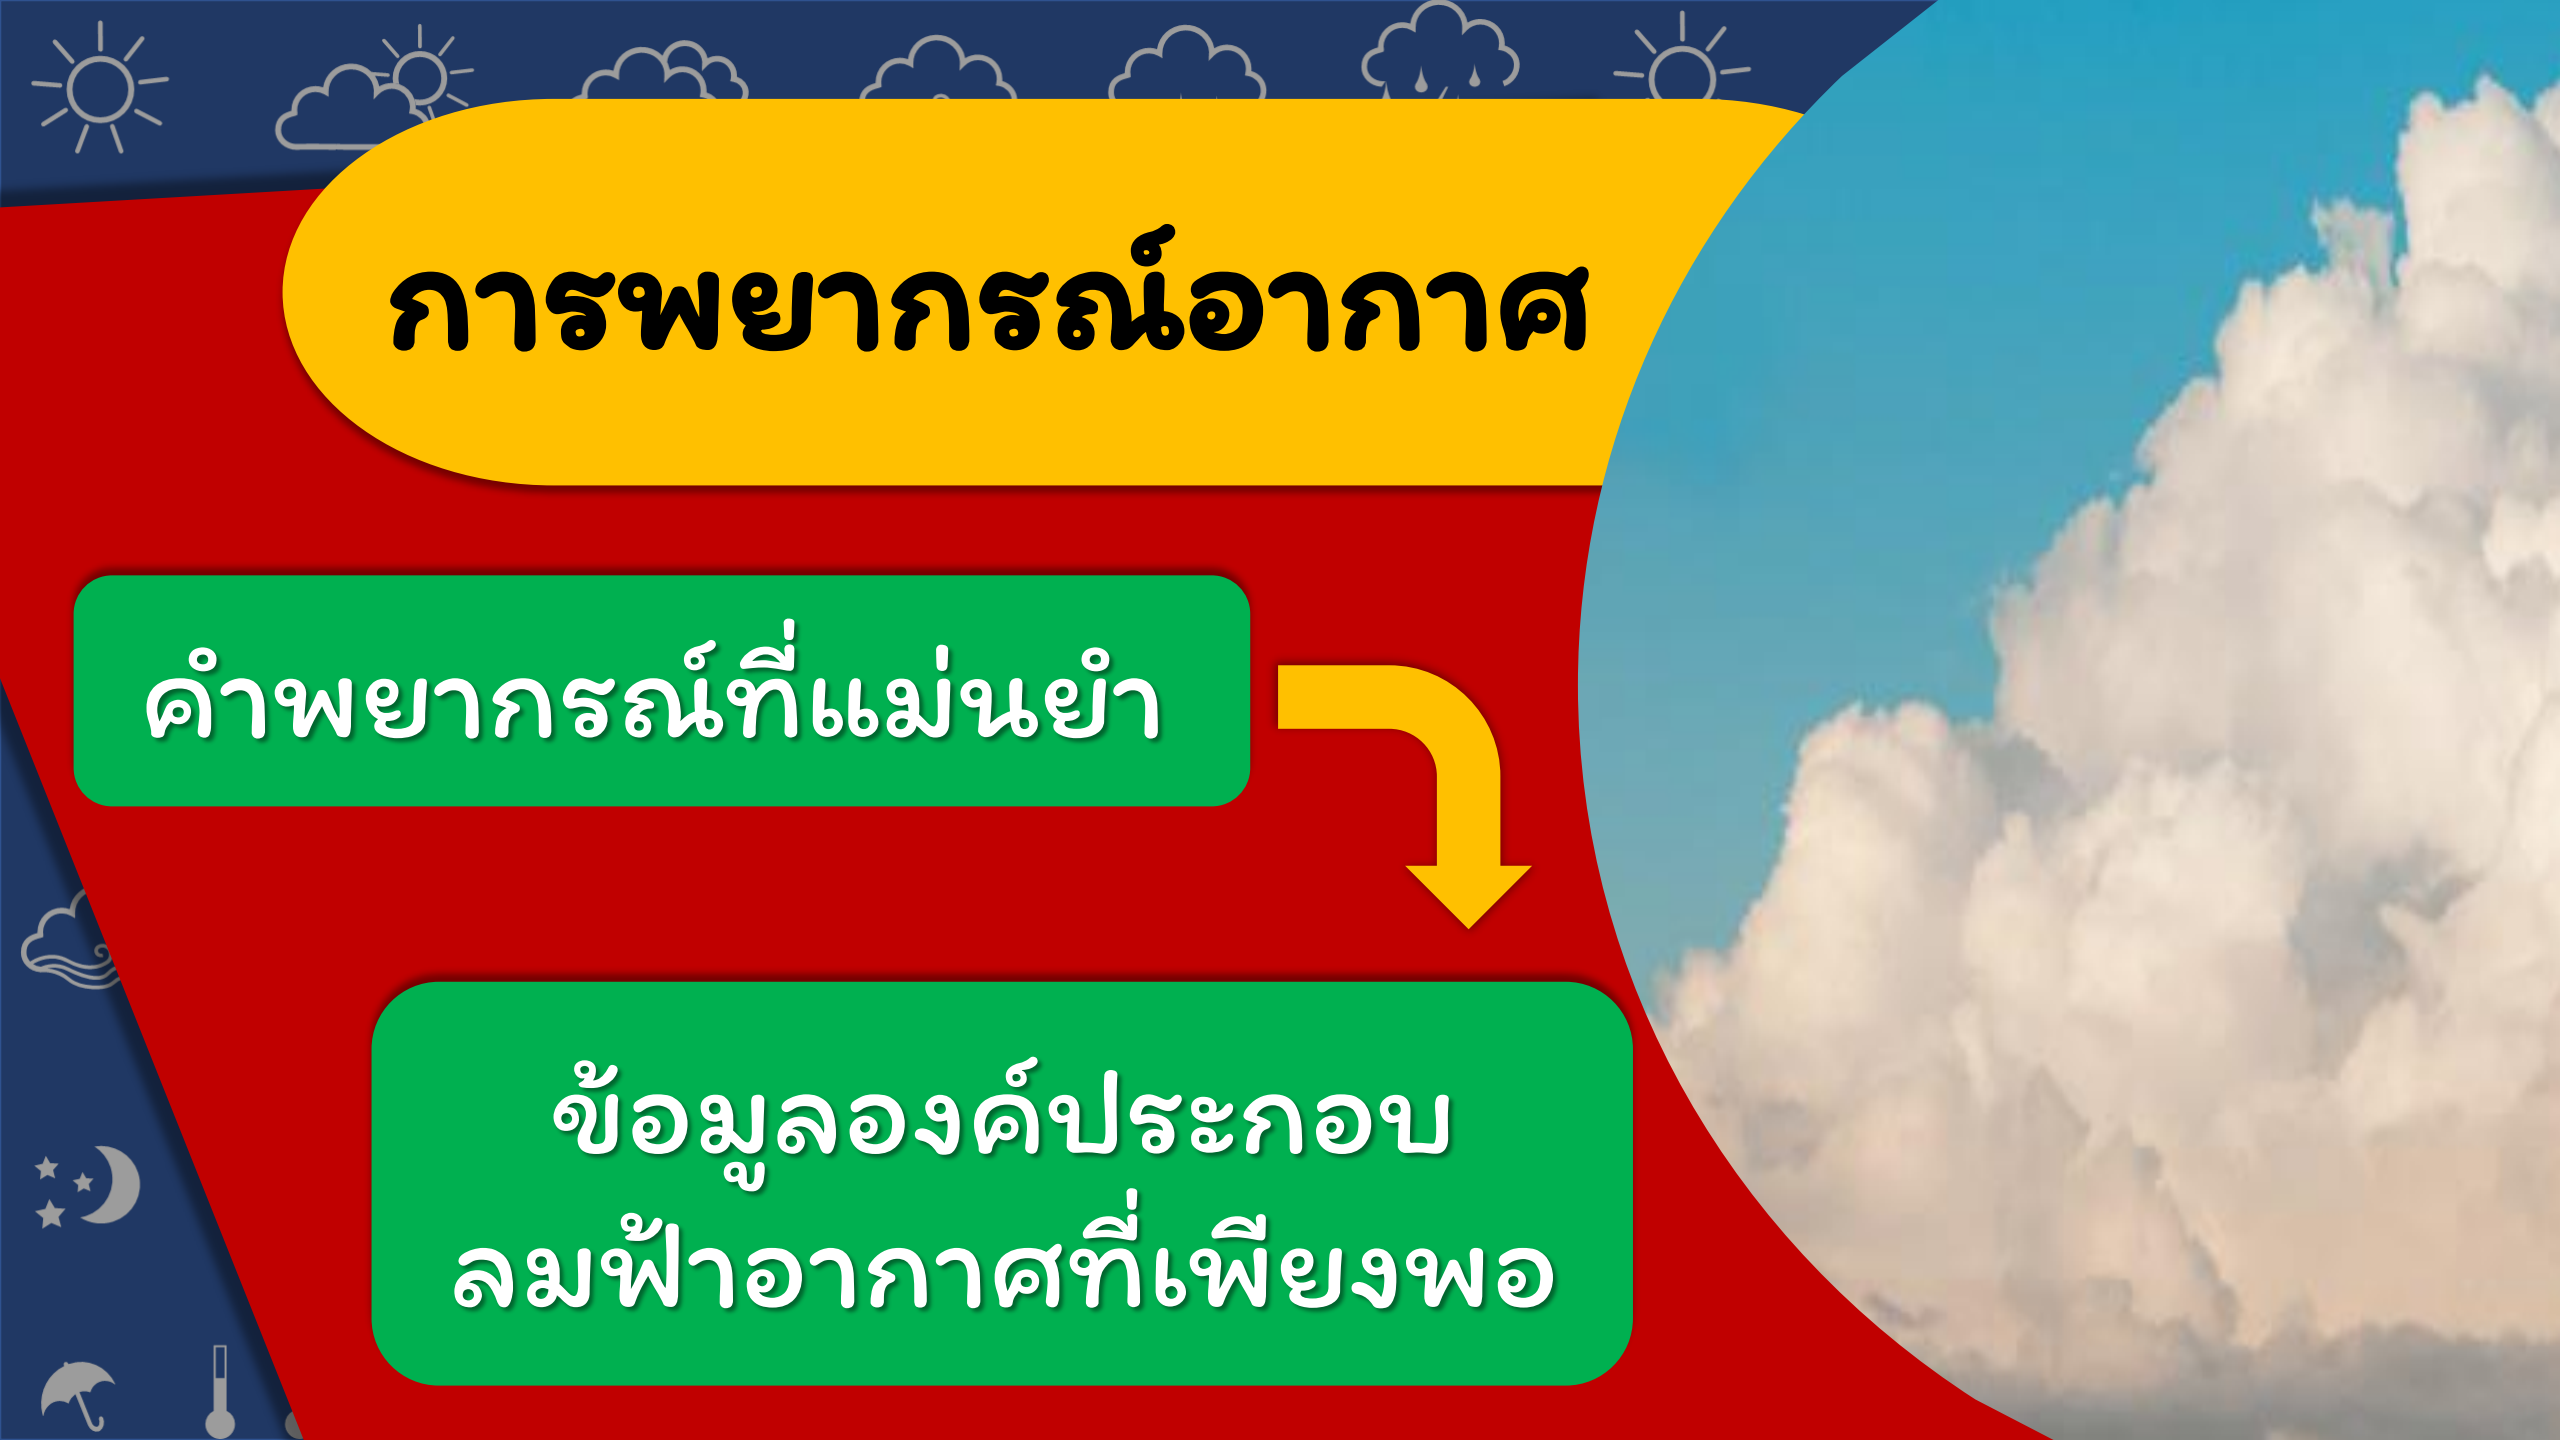 การพยากรณ์อากาศ
คำพยากรณ์ที่แม่นยำ
ข้อมูลองค์ประกอบ
ลมฟ้าอากาศที่เพียงพอ